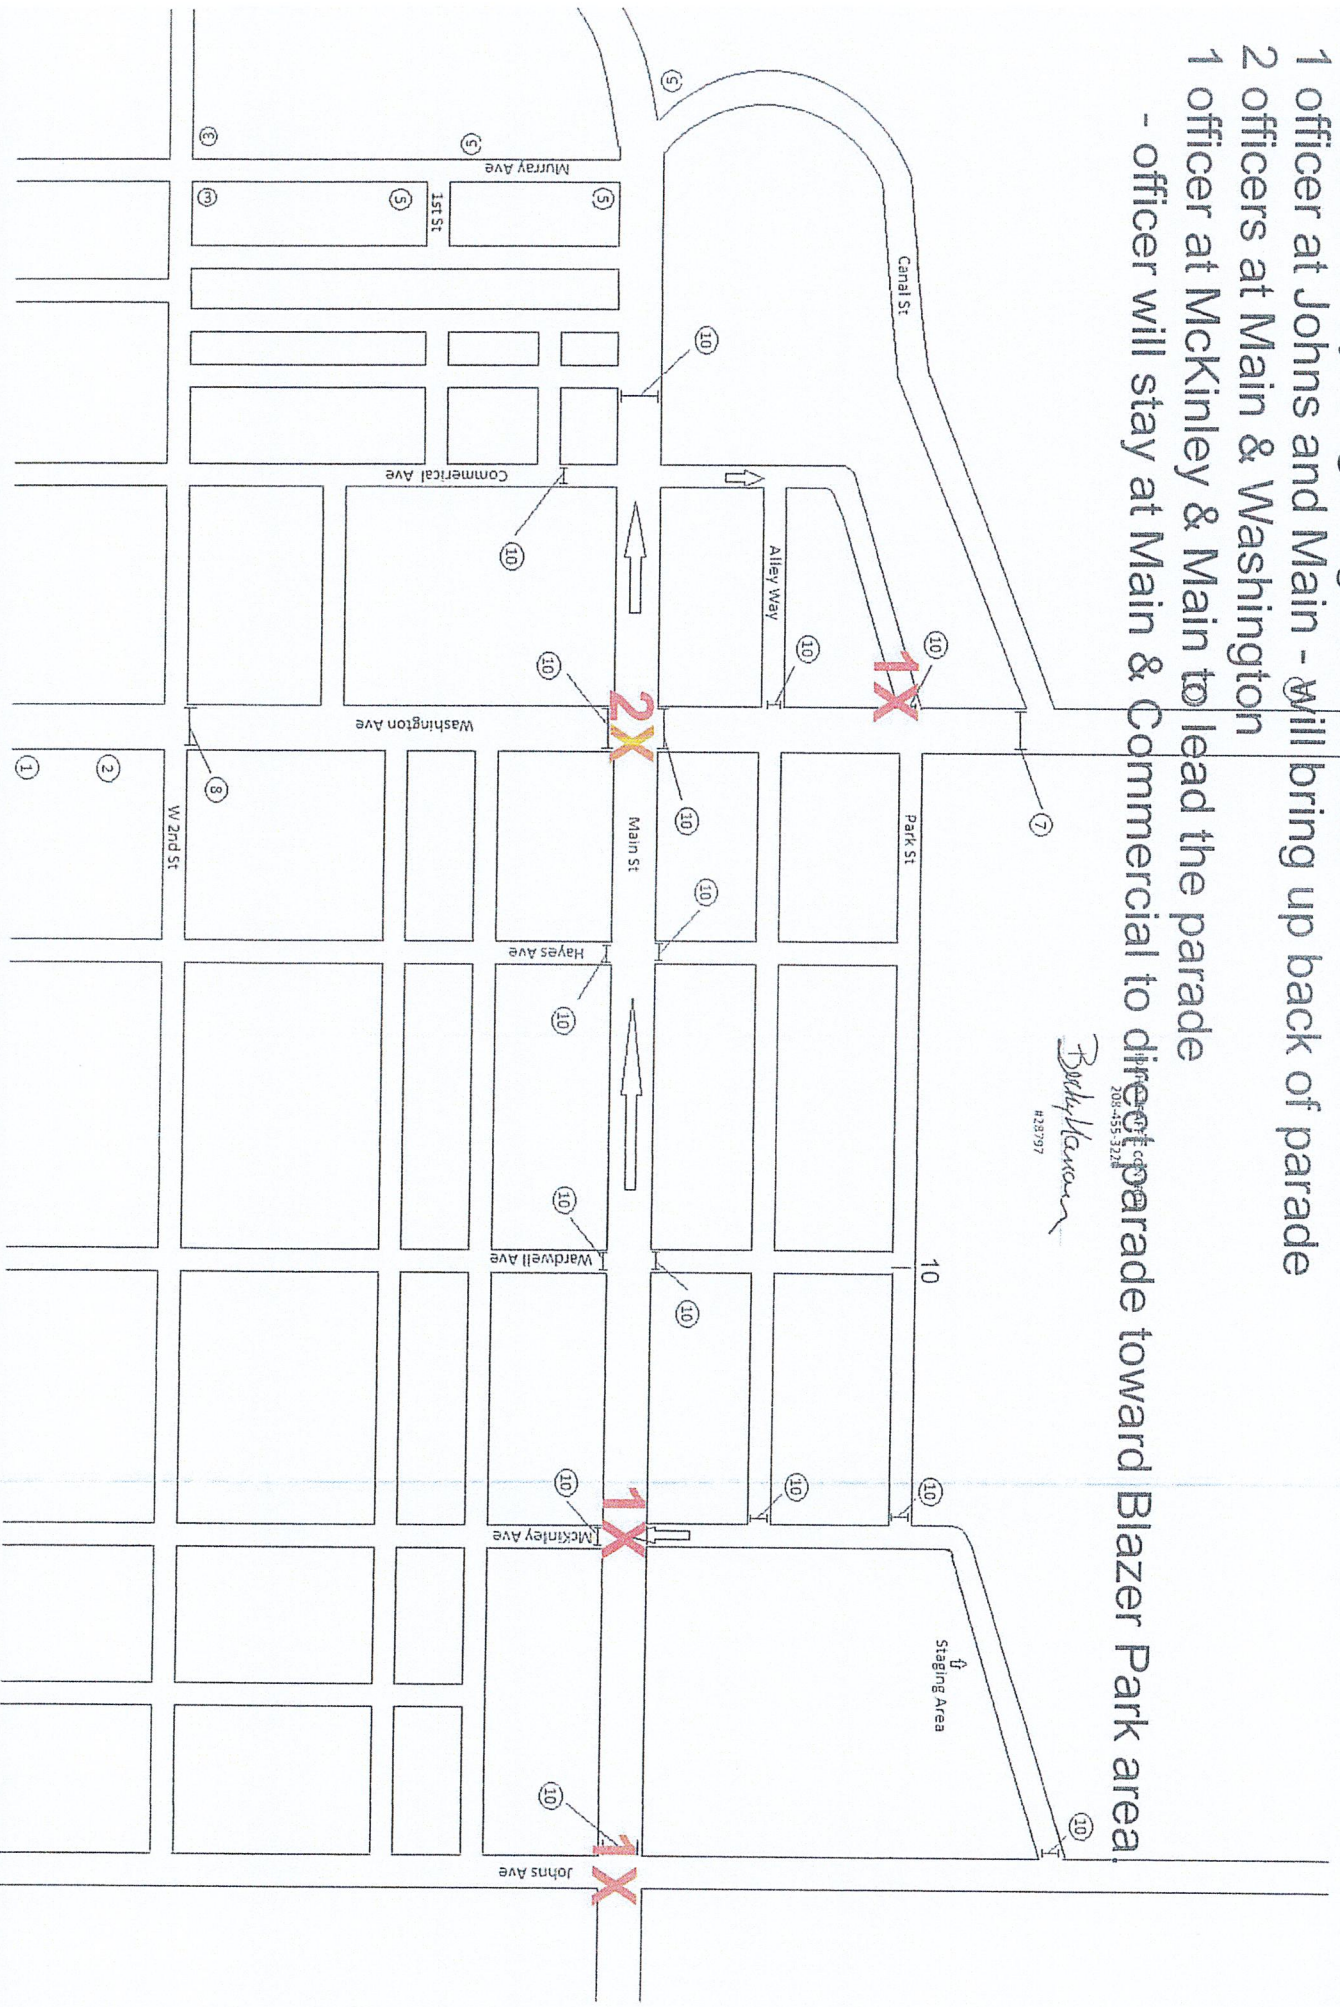 1 officer at Johns and Main - will bring up back of parade
2 officers at Main & Washington
1 officer at McKinley & Main to lead the parade
- officer will stay at Main & Commercial to direct parade toward Blazer Park area
208-455-322
#28797
Canal St
Murray Ave
1st St
Commerical Ave
Alley Way
Washington Ave
W 2nd St
Main St
Park St
Hayes Ave
Wardwell Ave
McKinley Ave
Staging Area
Johns Ave
5
5
5
5
3
3
10
10
10
10
10
10
10
8
7
1
2
10
10
10
10
10
10
10
10
10
10
10
1X
2X
1X
1X